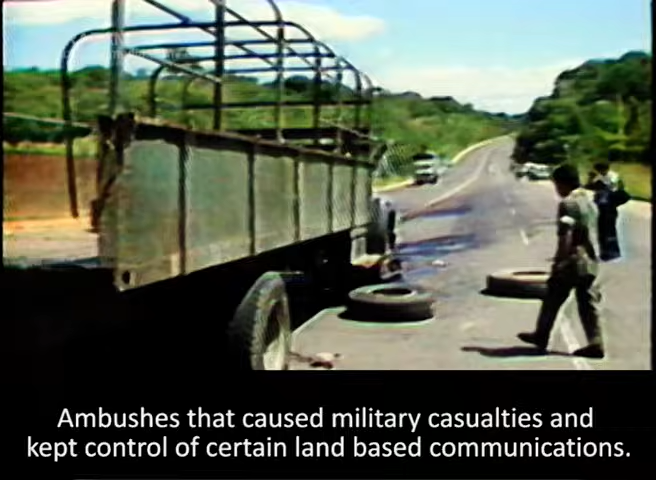 Ambushes that caused military casualties and
kept control of certain land based communications.